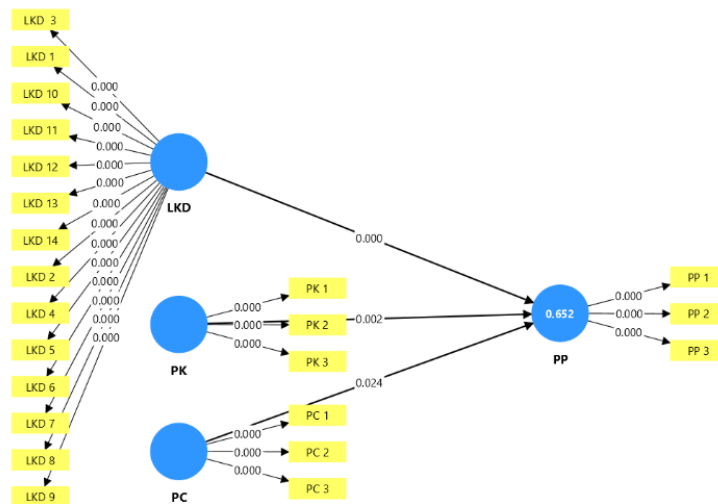 LKD 3
LKD 1
LKD 10
LKD 11
LKD 12
LKD 13
LKD 14
LKD 2
LKD 4
LKD 5
LKD 6
LKD 7
LKD 8
LKD 9
0.000
0.000
0.000
0.000
0.000
0.000
0.000
0.000
0.000
0.000
0.000
0.000
0.000
0.000
LKD
0.000
PK
0.000
0.000
0.000
PK 1
PK 2
PK 3
0.002
PC
0.000
0.000
0.000
PC 1
PC 2
PC 3
0.024
0.652
PP
0.000
0.000
0.000
PP 1
PP 2
PP 3